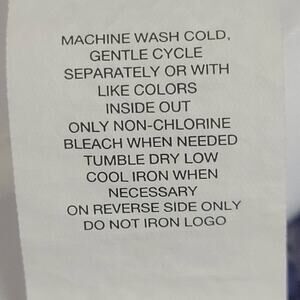 MACHINE WASH COLD,
GENTLE CYCLE
SEPARATELY OR WITH
LIKE COLORS
INSIDE OUT
ONLY NON-CHLORINE
BLEACH WHEN NEEDED
TUMBLE DRY LOW
COOL IRON WHEN
NECESSARY
ON REVERSE SIDE ONLY
DO NOT IRON LOGO